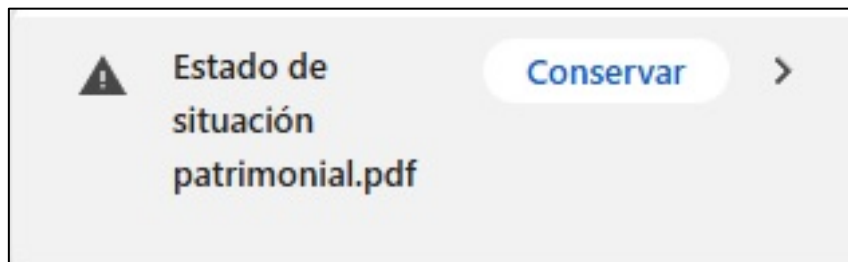 Estado de
situación
patrimonial.pdf
Conservar